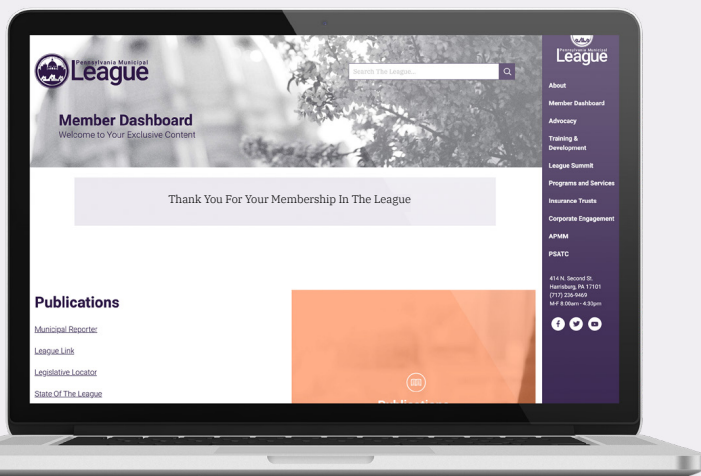 Pennsylvania Municipal
League
Search The League...
Member Dashboard
Welcome to Your Exclusive Content
Thank You For Your Membership In The League
Publications
Municipal Reporter
League Link
Legislative Locator
State Of The League
Publications
Pennsylvania Municipal
League
About
Member Dashboard
Advocacy
Training &
Development
League Summit
Programs and Services
Insurance Trusts
Corporate Engagement
APMM
PSATC
414 N. Second St.
Harrisburg, PA 17101
(717) 236-9469
M-F 8:00am - 4:30pm